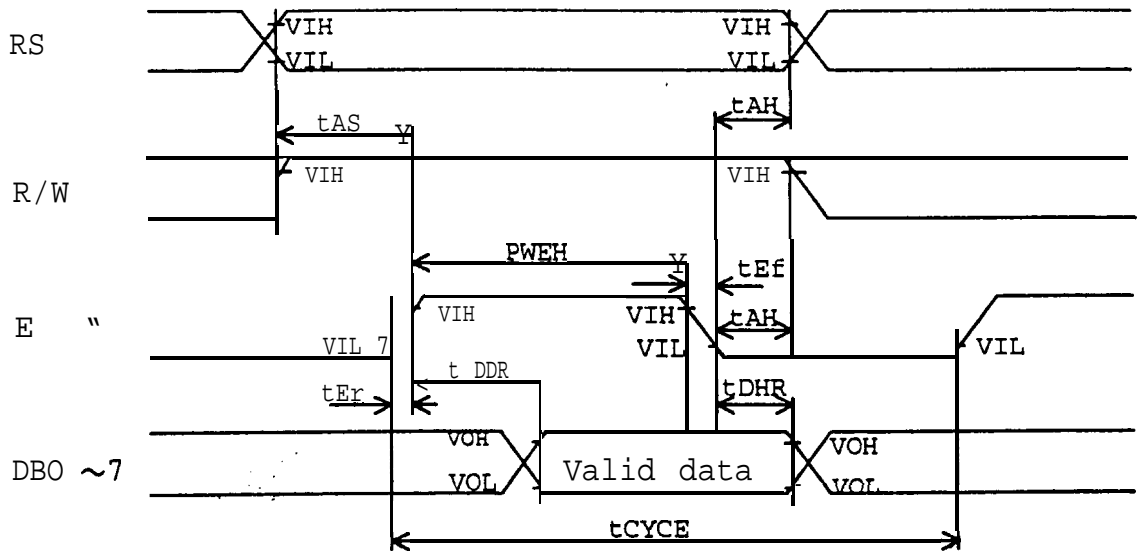 VIH VIH
RS
VIL VIL
tAH
tAS Y
VIH VIH
R/W
PWEH Y tEf
VIH VIH tAH
E "
VIL 7 VIL VIL
t DDR
tEr tDHR
VOH VOH
DBO ~7 Valid data
VOL VOL
tCYCE